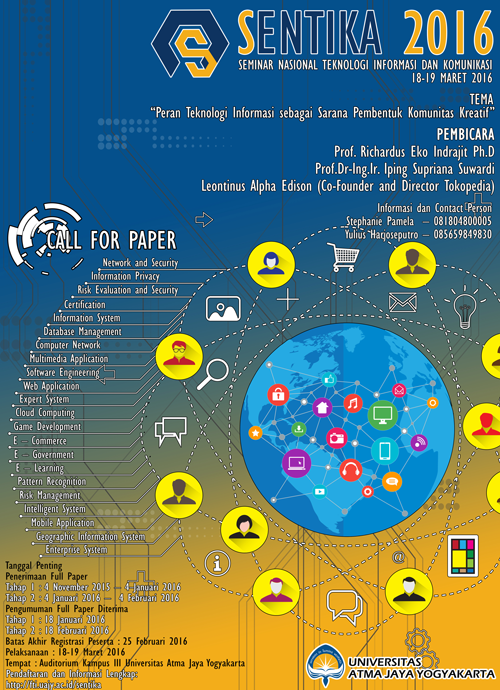 SENTIKA 2016
SEMINAR NASIONAL TEKNOLOGI INFORMASI DAN KOMUNIKASI
18-19 MARET 2016
TEMA
“Peran Teknologi Informasi sebagai Sarana Pembentuk Komunitas Kreatif”
PEMBICARA
Prof. Richardus Eko Indrajit Ph.D
Prof.Dr-Ing.Ir. Iping Supriana Suwardi
Leontinus Alpha Edison (Co-Founder and Director Tokopedia)
Informasi dan Contact Person
Stephanie Pamela – 081804800005
Yulius Harjoseputro – 085659849830
CALL FOR PAPER
Network and Security
Information Privacy
Risk Evaluation and Security
Certification
Information System
Database Management
Computer Network
Multimedia Application
Software Engineering
Web Application
Expert System
Cloud Computing
Game Development
E – Commerce
E – Government
E – Learning
Pattern Recognition
Risk Management
Intelligent System
Mobile Application
Geographic Information System
Enterprise System
Tanggal Penting
Penerimaan Full Paper
Tahap 1 : 4 November 2015 – 4 Januari 2016
Tahap 2 : 4 Januari 2016 – 4 Februari 2016
Pengumuman Full Paper Diterima
Tahap 1 : 18 Januari 2016
Tahap 2 : 18 Februari 2016
Batas Akhir Registrasi Peserta : 25 Februari 2016
Pelaksanaan : 18-19 Maret 2016
Tempat : Auditorium Kampus III Universitas Atma Jaya Yogyakarta
Pendaftaran dan Informasi Lengkap:
http://fti.uajy.ac.id/sentika
UNIVERSITAS
ATMA JAYA YOGYAKARTA